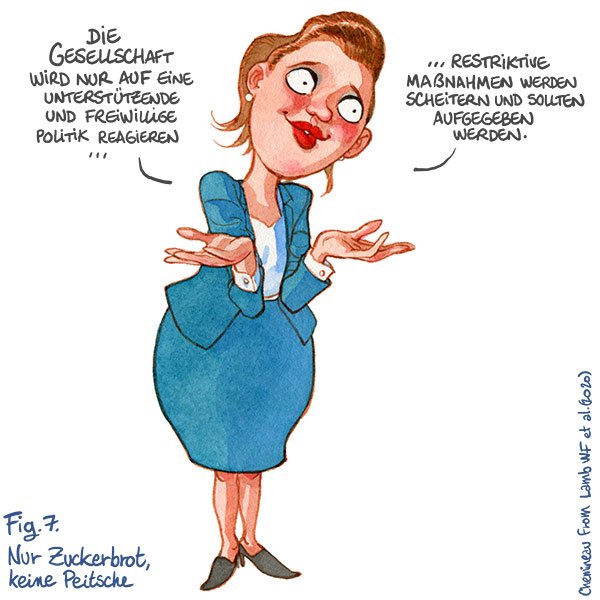 DIE
GESELLSCHAFT
WIRD NUR AUF EINE
UNTERSTÜTZENDE
UND FREIWILLIGE
POLITIK REAGIEREN
...
... RESTRIKTIVE
MAßNAHMEN WERDEN
SCHEITERN UND SOLLTEN
AUFGEGEBEN
WERDEN.
Fig. 7.
Nur Zuckerbrot,
keine Peitsche
Chemineau From Lamb WF et al. (2020)